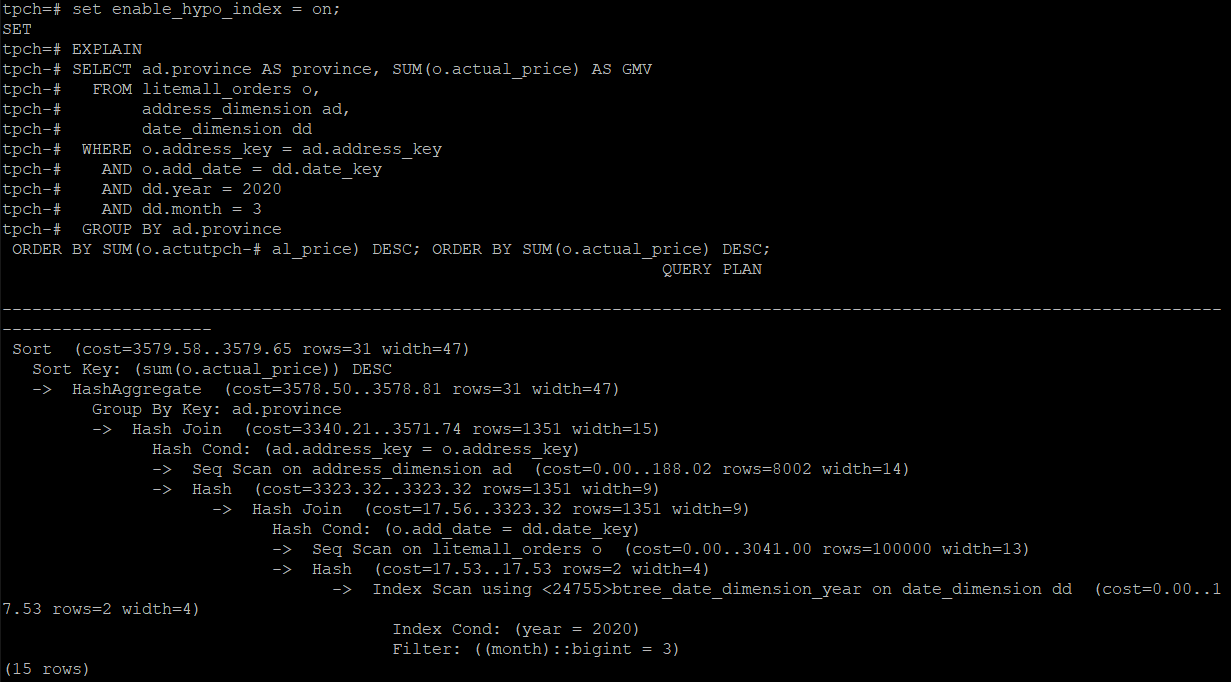 tpch=# set enable_hypo_index = on;
SET
tpch=# EXPLAIN
tpch-# SELECT ad.province AS province, SUM(o.actual_price) AS GMV
tpch-#   FROM litemall_orders o,
tpch-#        address_dimension ad,
tpch-#        date_dimension dd
tpch-#  WHERE o.address_key = ad.address_key
tpch-#    AND o.add_date = dd.date_key
tpch-#    AND dd.year = 2020
tpch-#    AND dd.month = 3
tpch-#  GROUP BY ad.province
 ORDER BY SUM(o.actutpch-# al_price) DESC; ORDER BY SUM(o.actual_price) DESC;
                                                                  QUERY PLAN
--------------------------------------------------------------------------------------------------------------------------
---------------------
 Sort  (cost=3579.58..3579.65 rows=31 width=47)
   Sort Key: (sum(o.actual_price)) DESC
   ->  HashAggregate  (cost=3578.50..3578.81 rows=31 width=47)
         Group By Key: ad.province
         ->  Hash Join  (cost=3340.21..3571.74 rows=1351 width=15)
               Hash Cond: (ad.address_key = o.address_key)
               ->  Seq Scan on address_dimension ad  (cost=0.00..188.02 rows=8002 width=14)
               ->  Hash  (cost=3323.32..3323.32 rows=1351 width=9)
                     ->  Hash Join  (cost=17.56..3323.32 rows=1351 width=9)
                           Hash Cond: (o.add_date = dd.date_key)
                           ->  Seq Scan on litemall_orders o  (cost=0.00..3041.00 rows=100000 width=13)
                           ->  Hash  (cost=17.53..17.53 rows=2 width=4)
                                 ->  Index Scan using <24755>btree_date_dimension_year on date_dimension dd  (cost=0.00..1
7.53 rows=2 width=4)
                                       Index Cond: (year = 2020)
                                       Filter: ((month)::bigint = 3)
(15 rows)